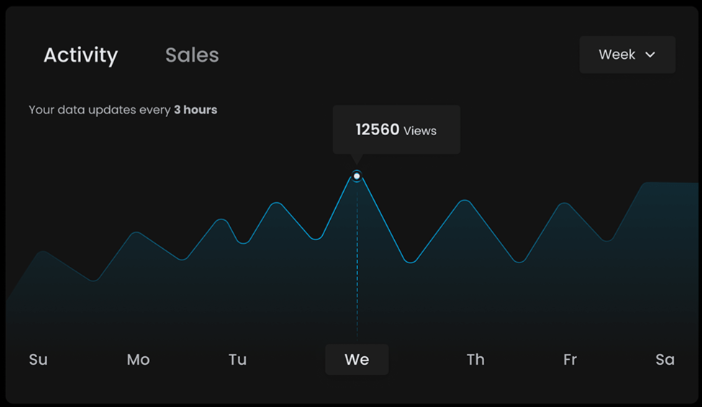 Activity Sales Week
Your data updates every 3 hours
12560 Views
Su Mo Tu We Th Fr Sa